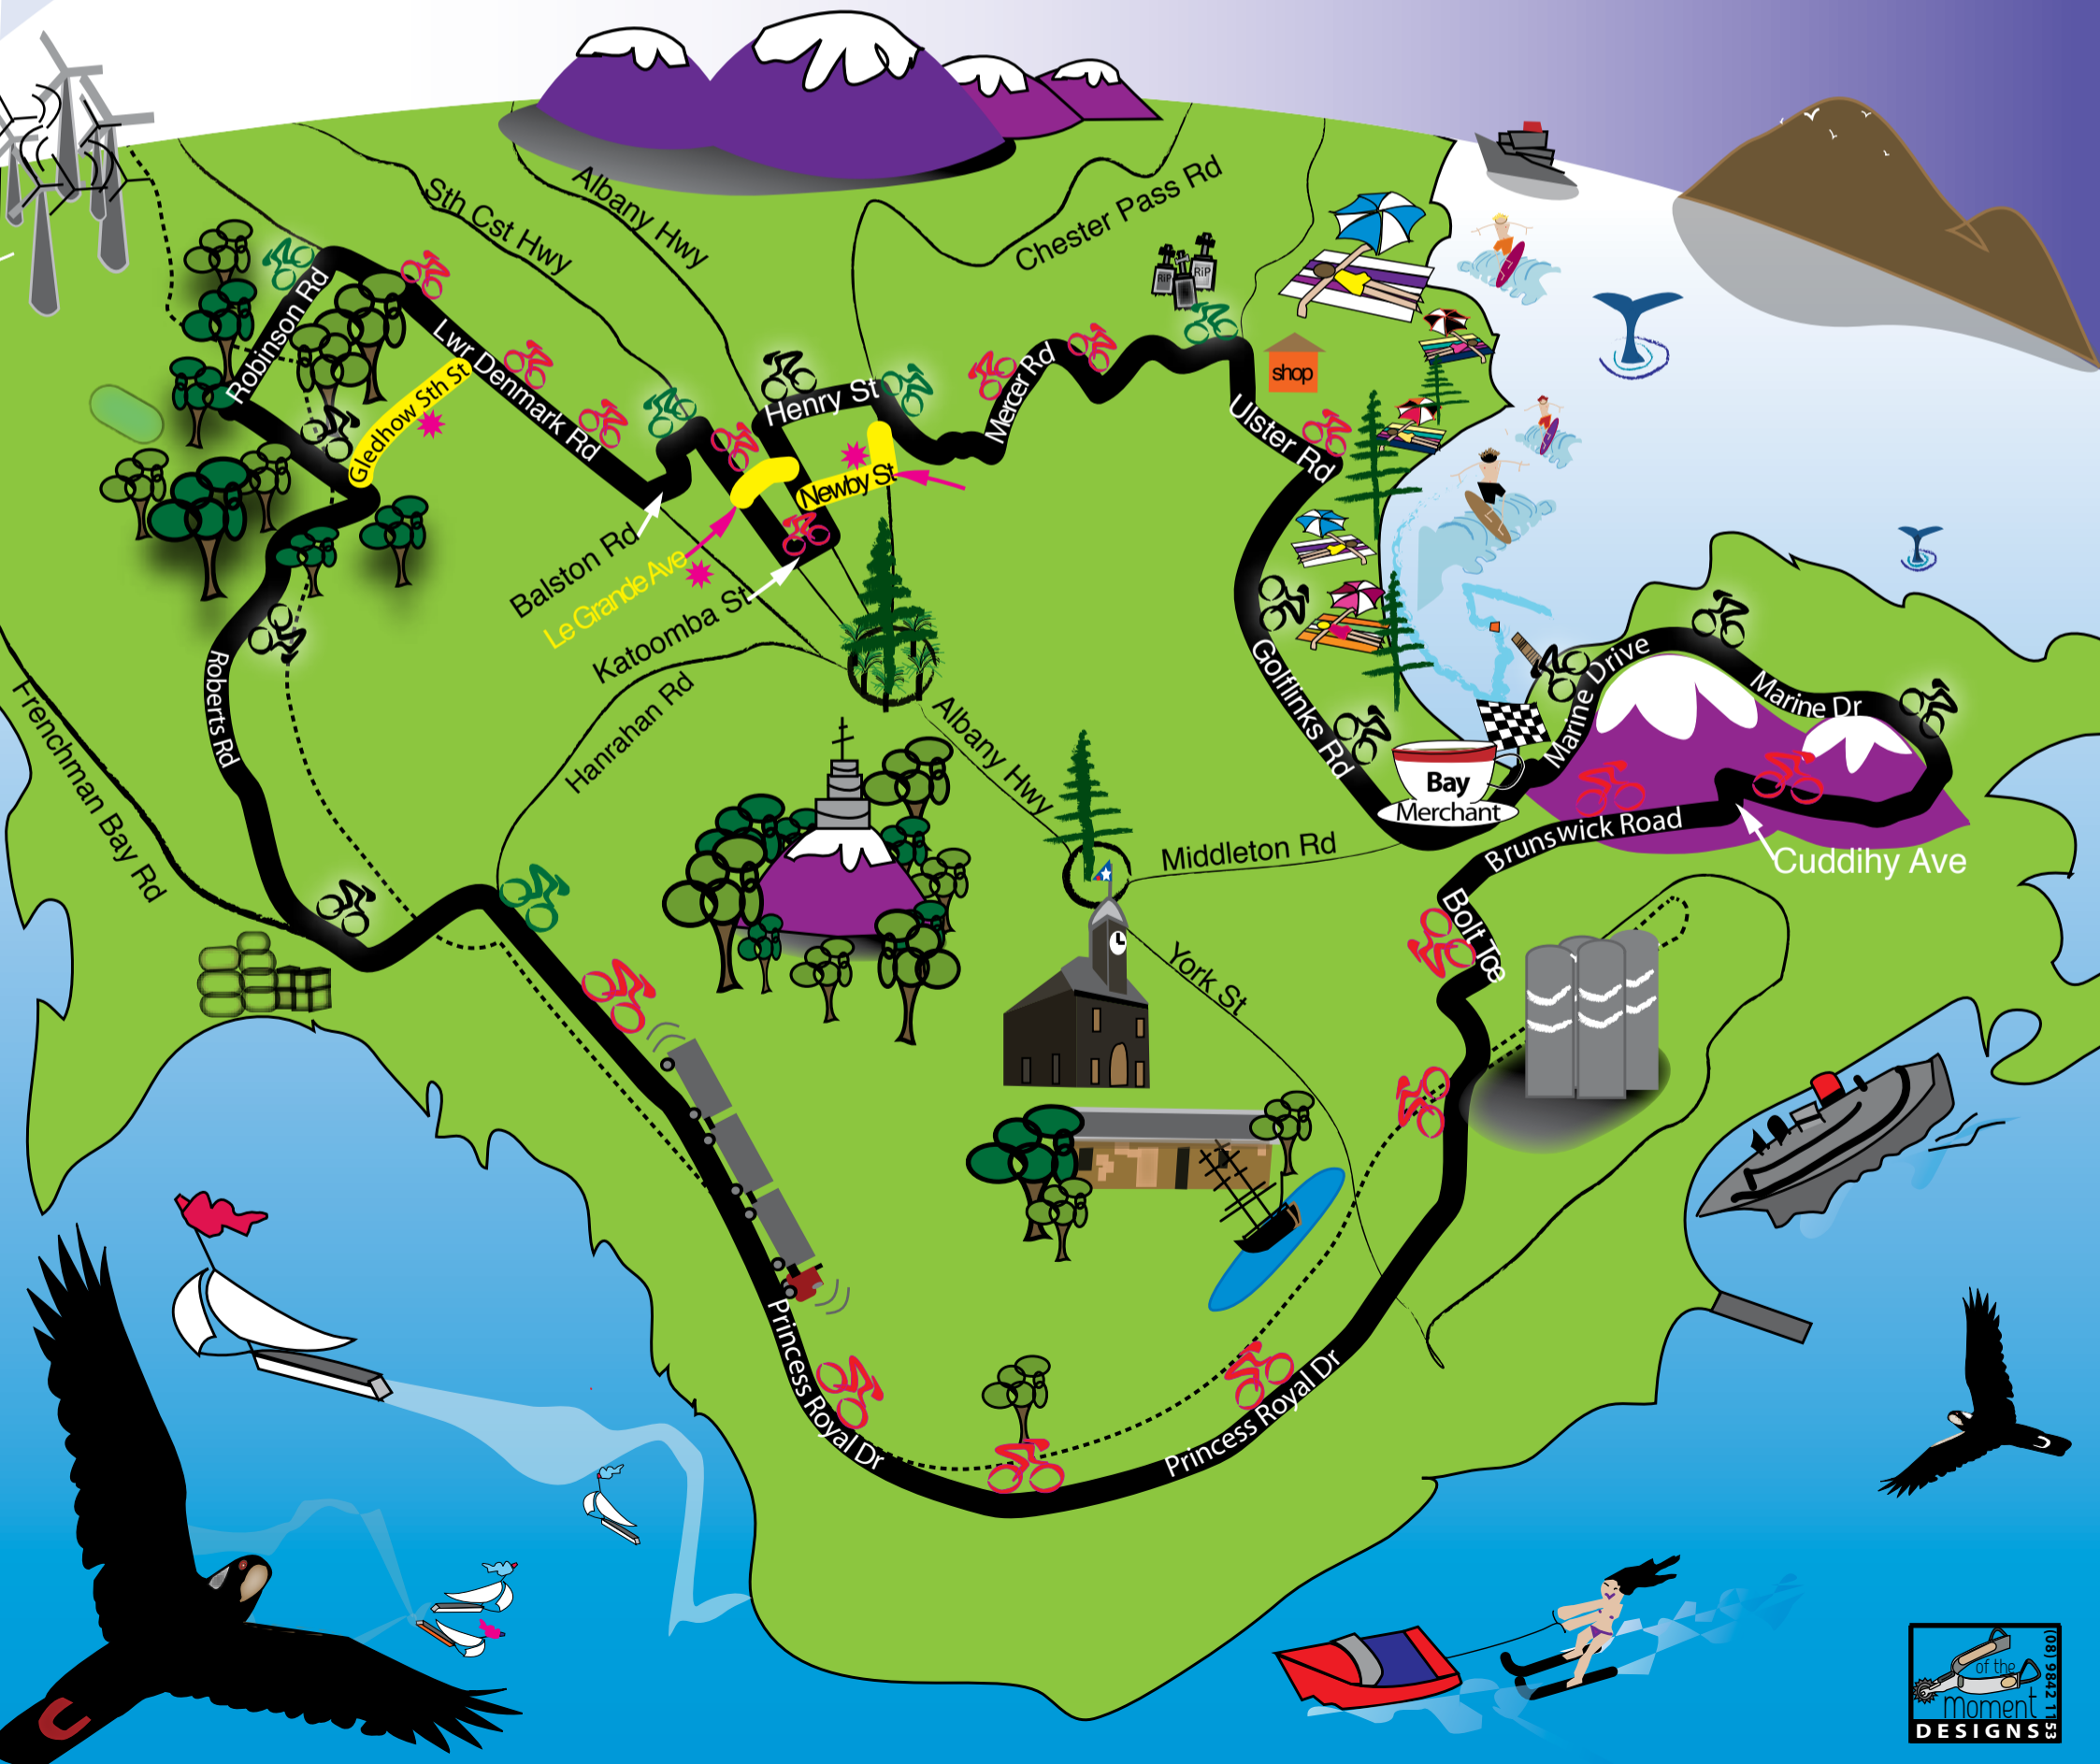 Sth Cst Hwy
Albany Hwy
Chester Pass Rd
RiP
RiP
Robinson Rd
Lwr Denmark Rd
Gledhow Sth St
Henry St
Mercer Rd
shop
Ulster Rd
Newby St
Balston Rd
Le Grande Ave
Katoomba St
Hanrahan Rd
Roberts Rd
Frenchman Bay Rd
Albany Hwy
Golflinks Rd
Marine Drive
Marine Dr
Bay
Merchant
Middleton Rd
Brunswick Road
Cuddihy Ave
Bolt Tce
York St
Princess Royal Dr
Princess Royal Dr
of the
moment
DESIGNS
(08) 9842 1153